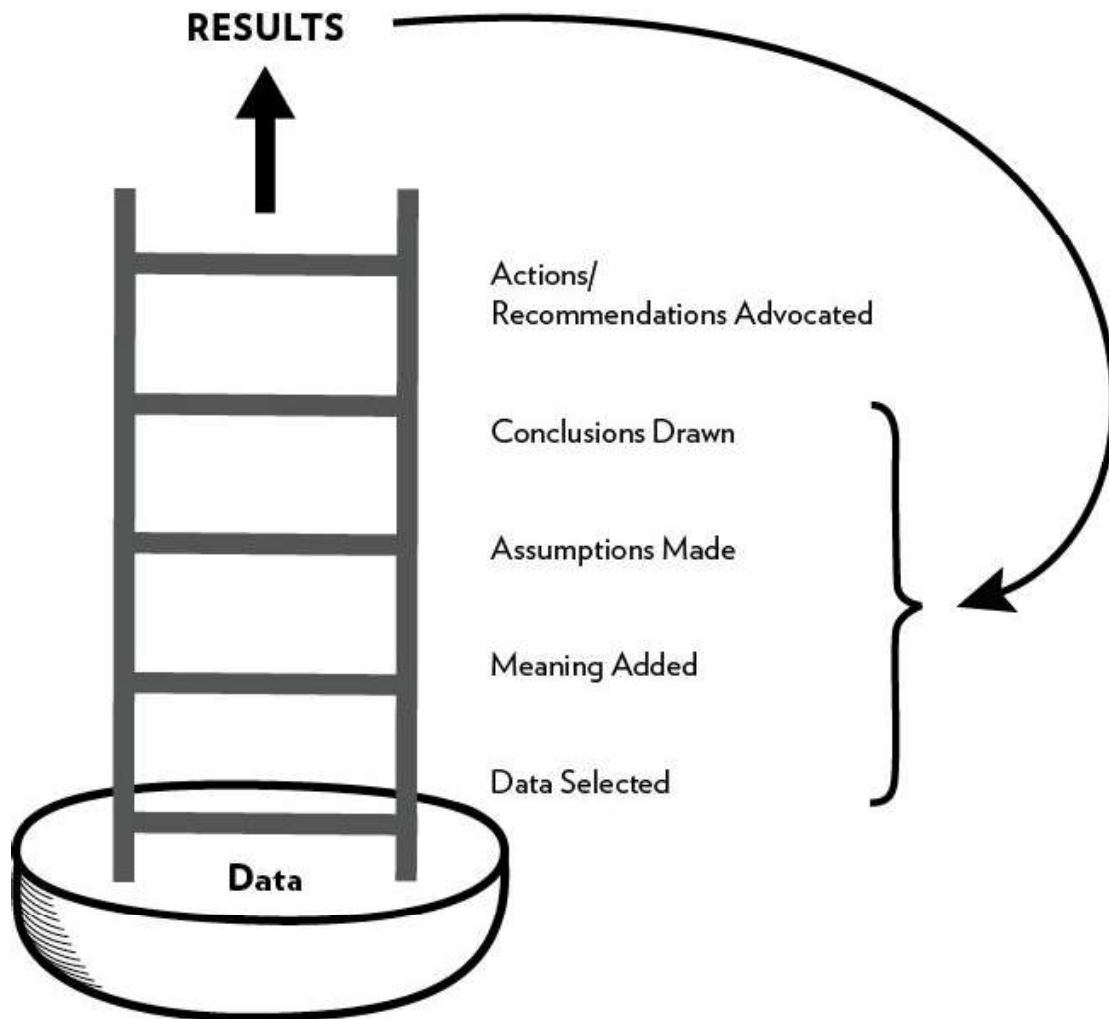 RESULTS
Actions/
Recommendations Advocated
Conclusions Drawn
Assumptions Made
Meaning Added
Data Selected
Data